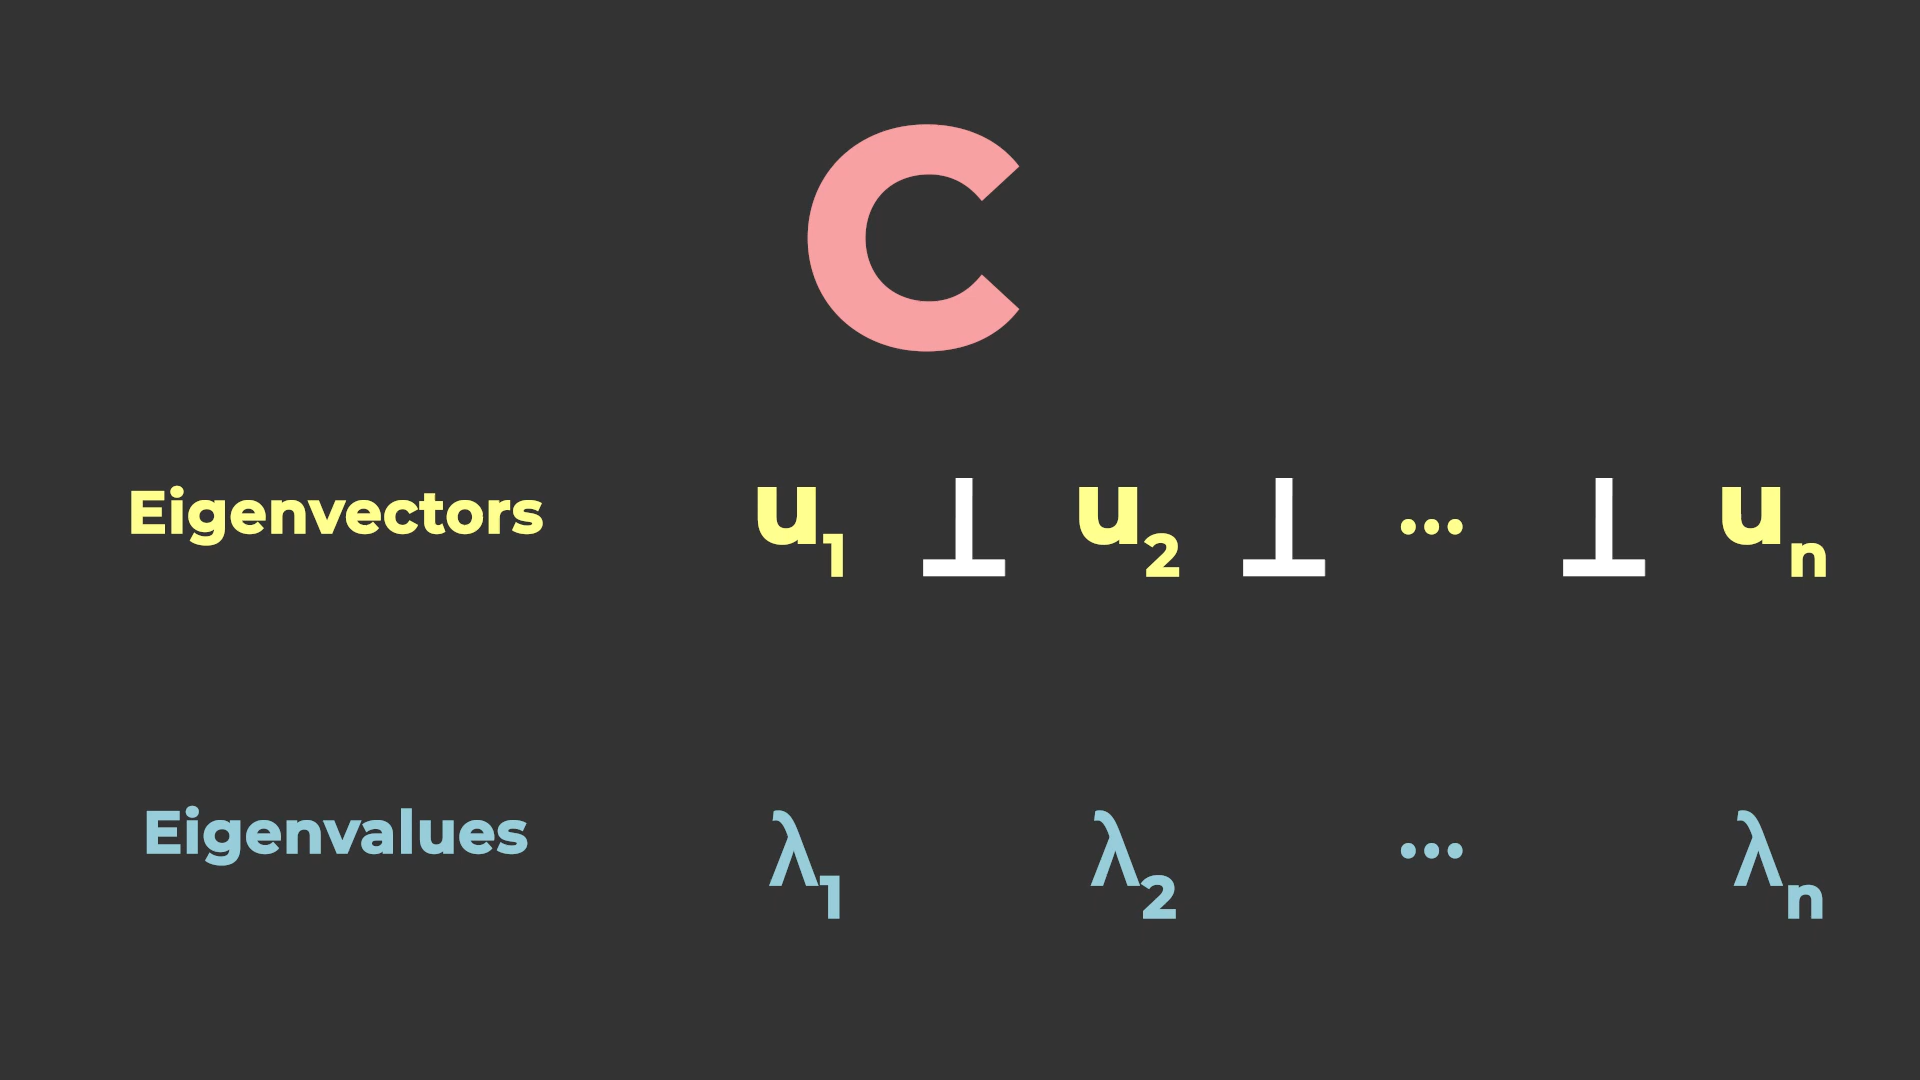 C
Eigenvectors u₁ ⊥ u₂ ⊥ ... ⊥ uₙ
Eigenvalues λ₁ λ₂ ... λₙ